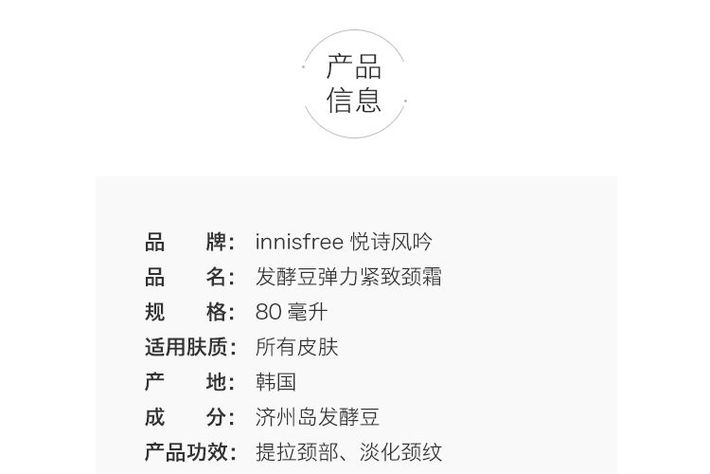 产品
信息
品 牌： innisfree 悦诗风吟
品 名： 发酵豆弹力紧致颈霜
规 格： 80 毫升
适用肤质： 所有皮肤
产 地： 韩国
成 分： 济州岛发酵豆
产品功效： 提拉颈部、淡化颈纹